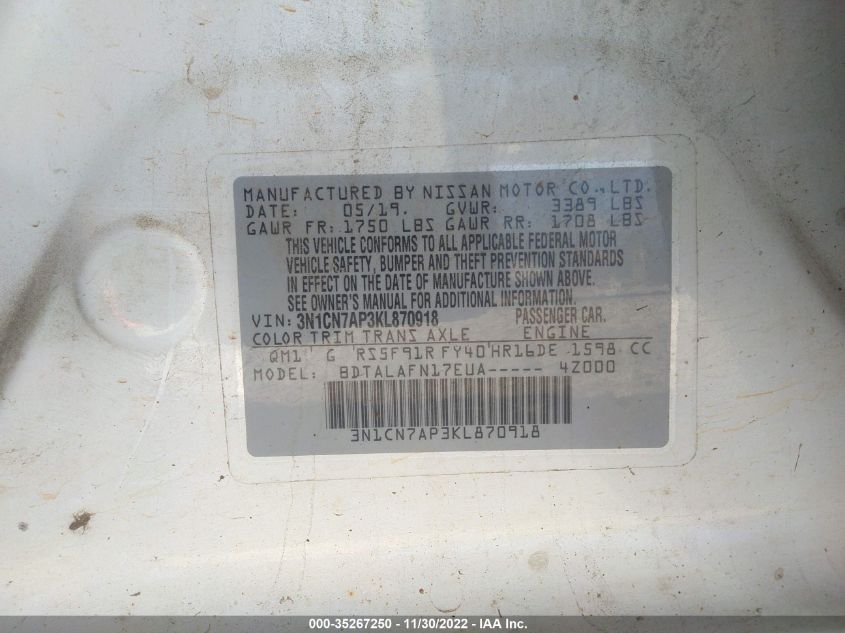 MANUFACTURED BY NISSAN MOTOR CO., LTD.
DATE: 05/19. GVWR: 3389 LBS
GAWR FR: 1750 LBS GAWR RR: 1708 LBS
THIS VEHICLE CONFORMS TO ALL APPLICABLE FEDERAL MOTOR
VEHICLE SAFETY, BUMPER AND THEFT PREVENTION STANDARDS
IN EFFECT ON THE DATE OF MANUFACTURE SHOWN ABOVE.
SEE OWNER'S MANUAL FOR ADDITIONAL INFORMATION.
VIN: 3N1CN7AP3KL870918 PASSENGER CAR.
COLOR TRIM TRANS AXLE ENGINE
QM1 G RS5F91R FY40 HR16DE 1598 CC
MODEL: BDTALAFN17EUA----- 4Z000
3N1CN7AP3KL870918
000-35267250 - 11/30/2022 - IAA Inc.